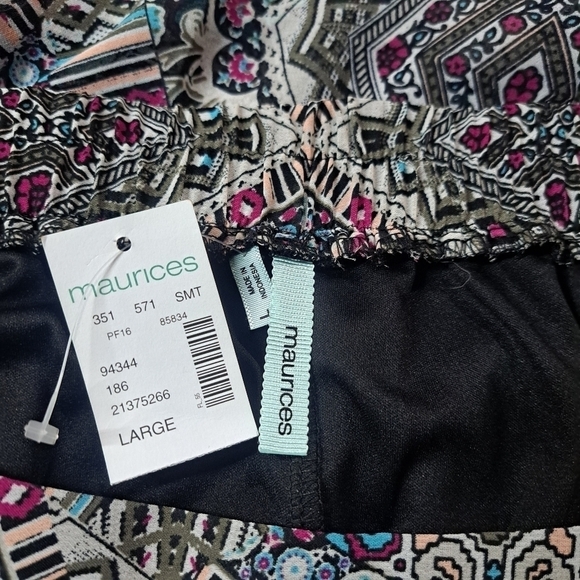 maurices
351 571 SMT
PF16 85834
94344
186
21375266
LARGE
MADE IN
INDONESIA
L
maurices